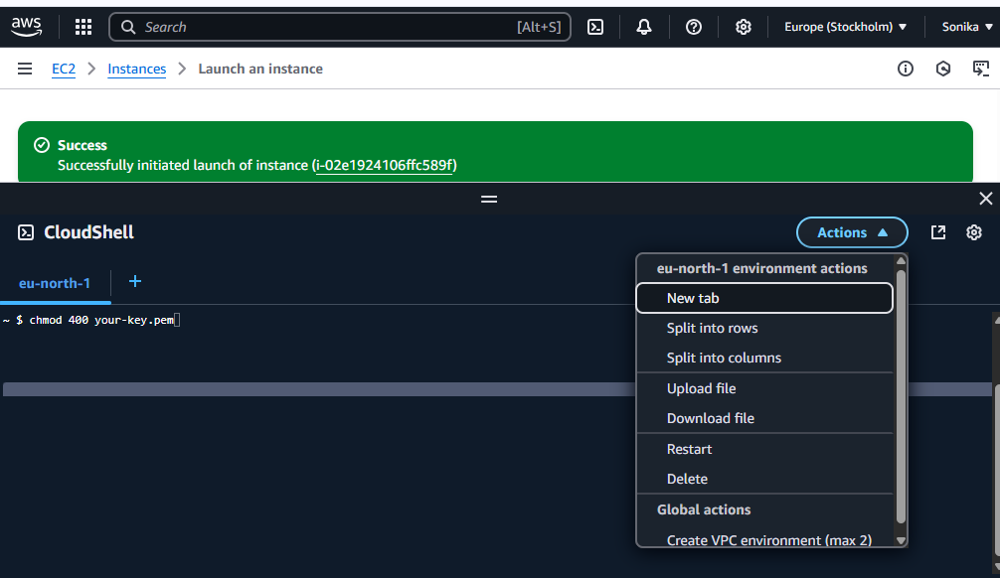 aws
Search [Alt+S] Europe (Stockholm) Sonika
EC2 Instances Launch an instance
Success
Successfully initiated launch of instance (i-02e1924106ffc589f)
CloudShell Actions
eu-north-1 +
~ $ chmod 400 your-key.pem
eu-north-1 environment actions
New tab
Split into rows
Split into columns
Upload file
Download file
Restart
Delete
Global actions
Create VPC environment (max 2)